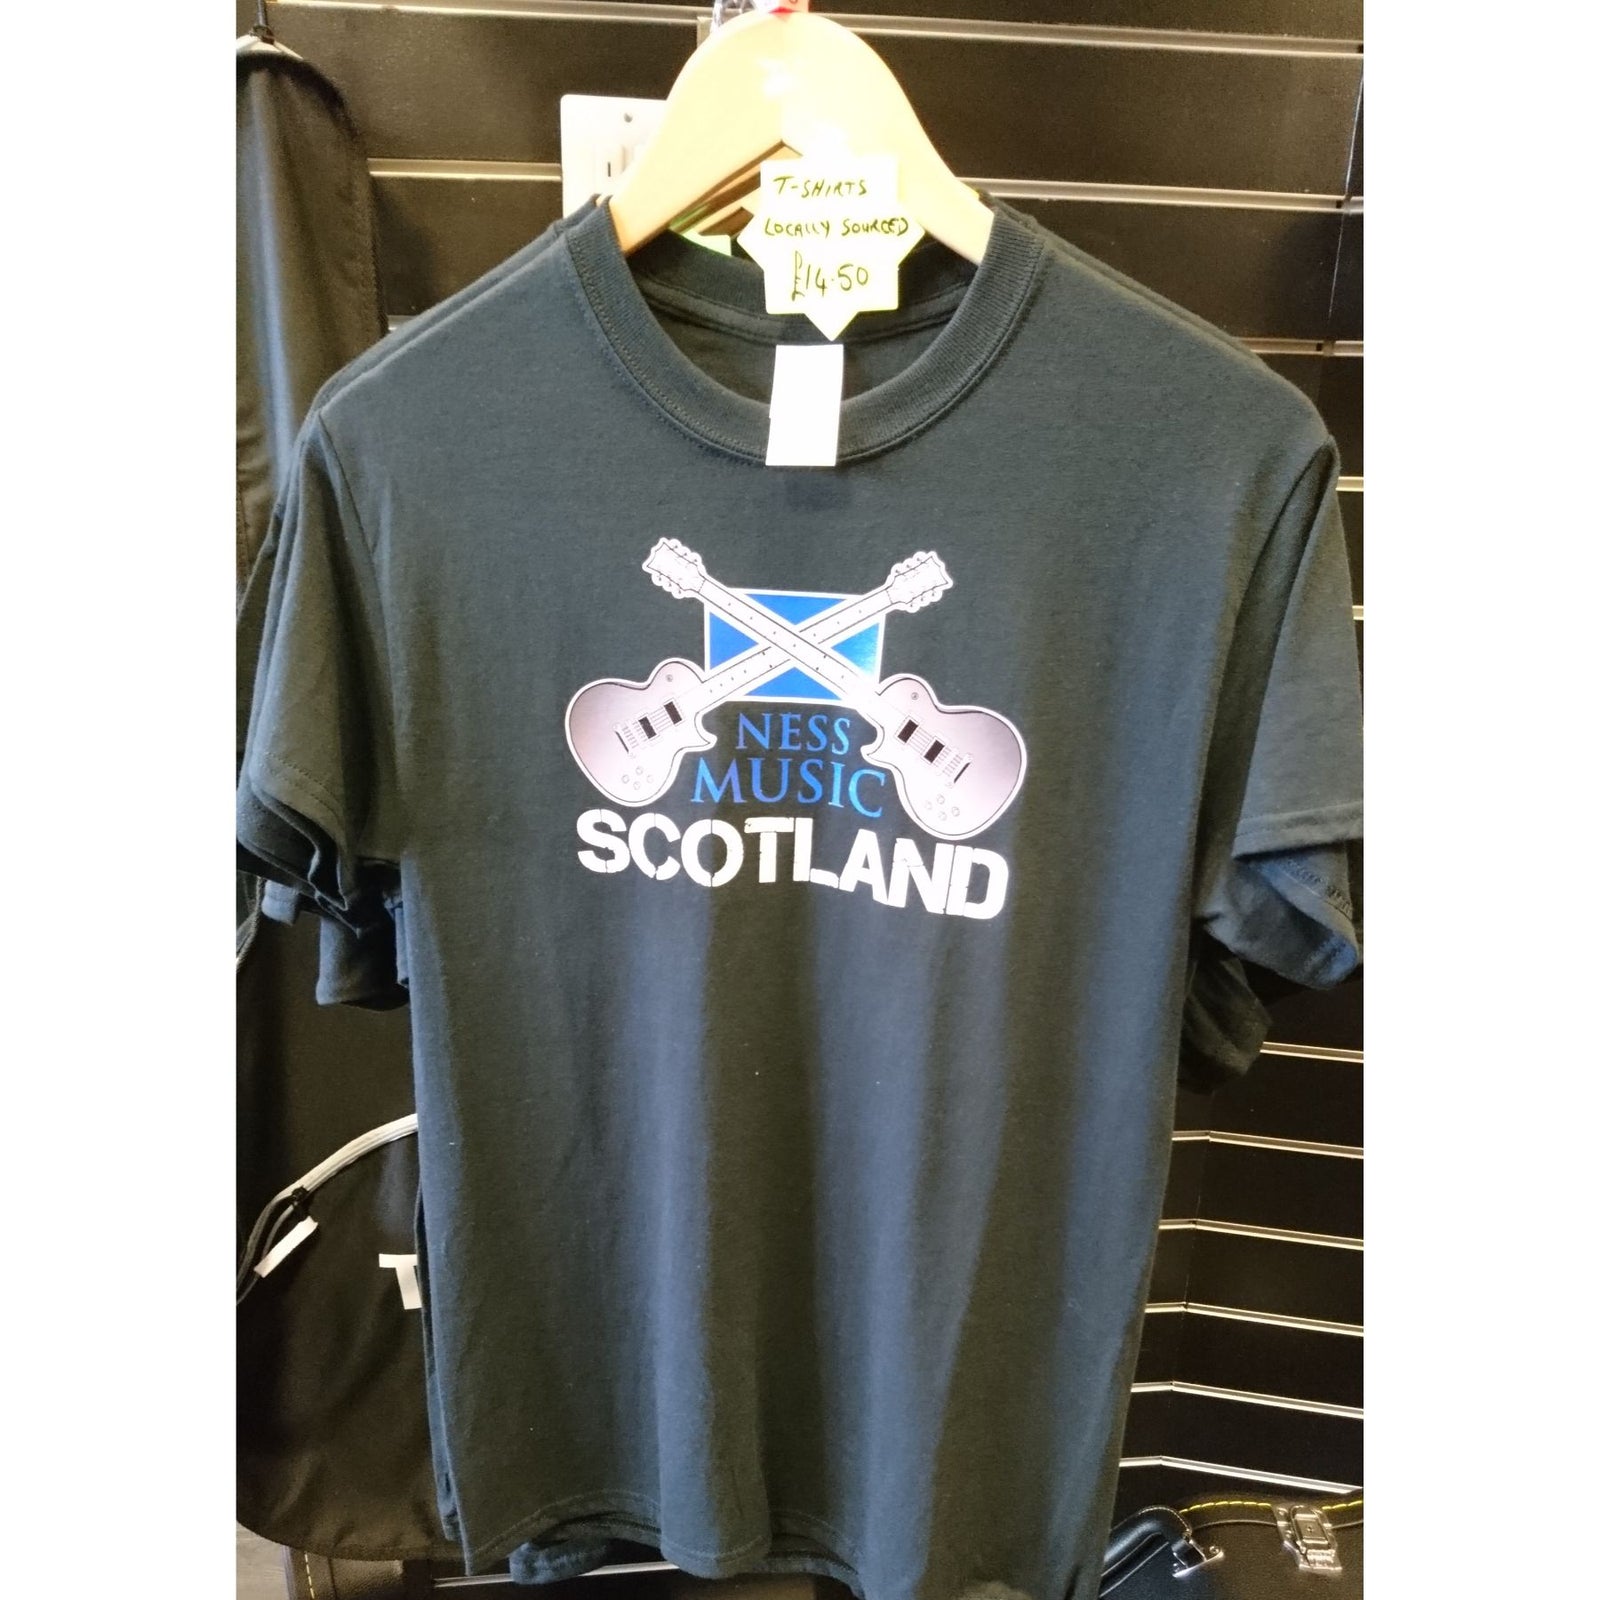 T-SHIRTS
LOCALLY SOURCED
£14.50
NESS
MUSIC
SCOTLAND